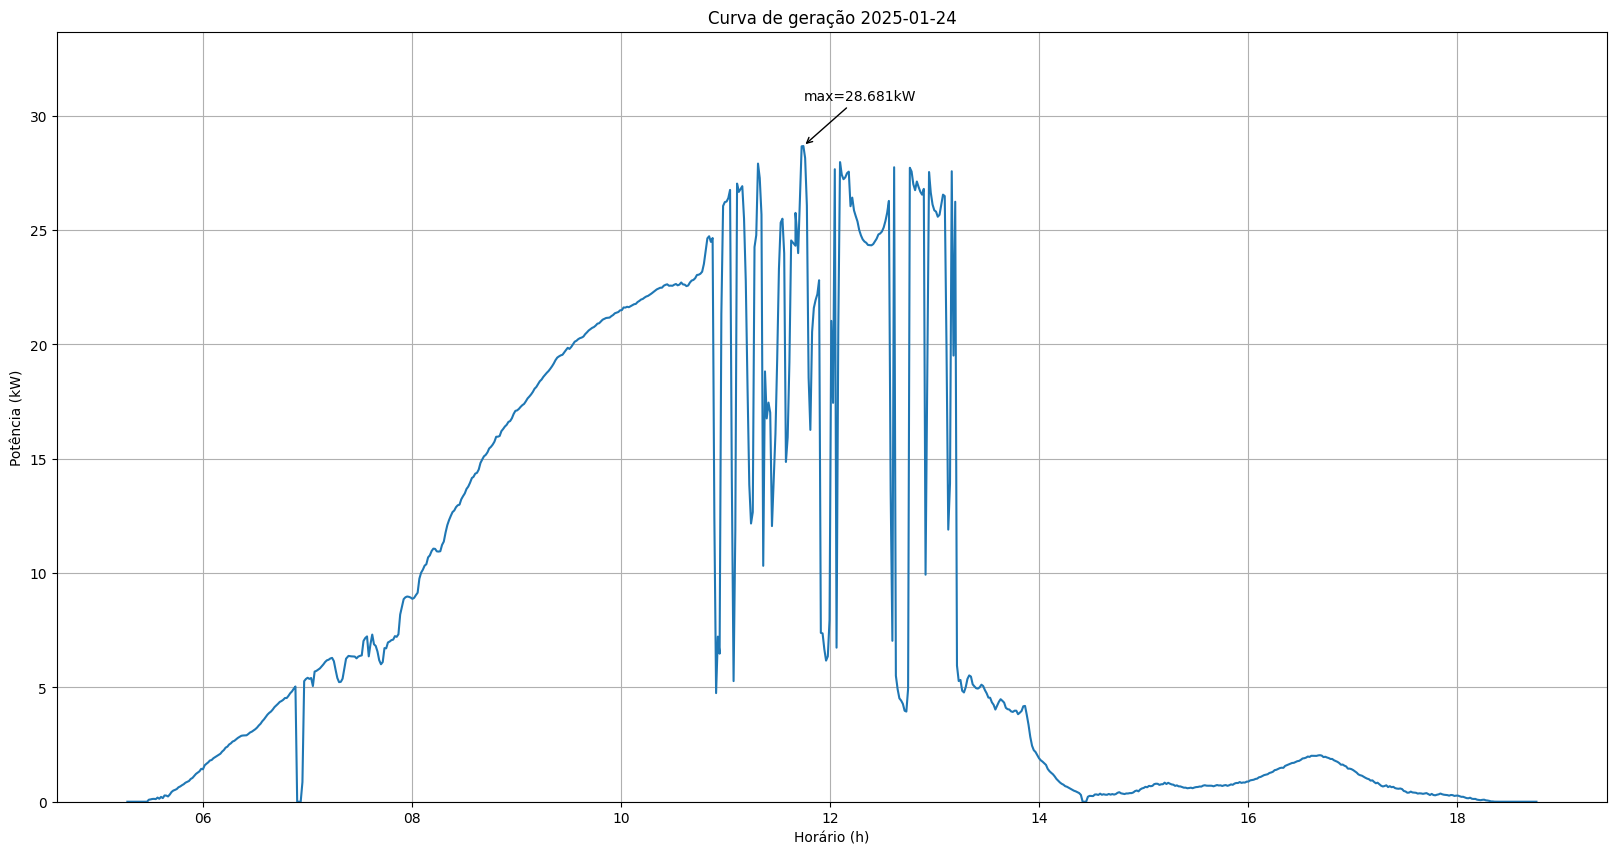 Curva de geração 2025-01-24
max=28.681kW
30
25
20
15
10
5
0
Potência (kW)
06 08 10 12 14 16 18
Horário (h)